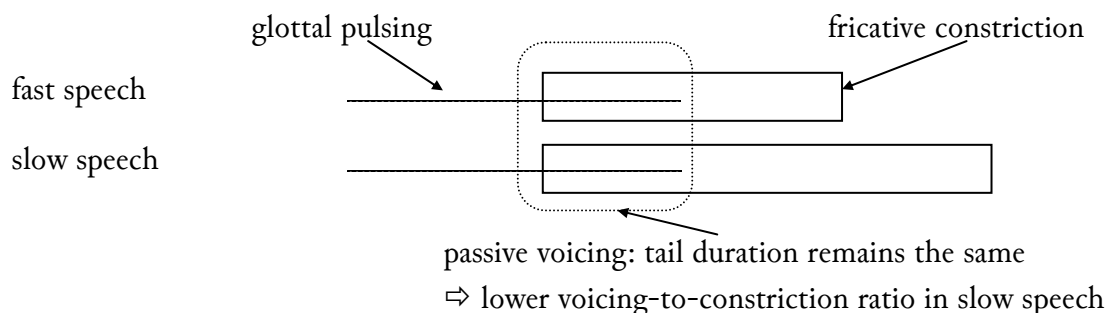 glottal pulsing
fricative constriction
fast speech
slow speech
passive voicing: tail duration remains the same
⇨ lower voicing-to-constriction ratio in slow speech